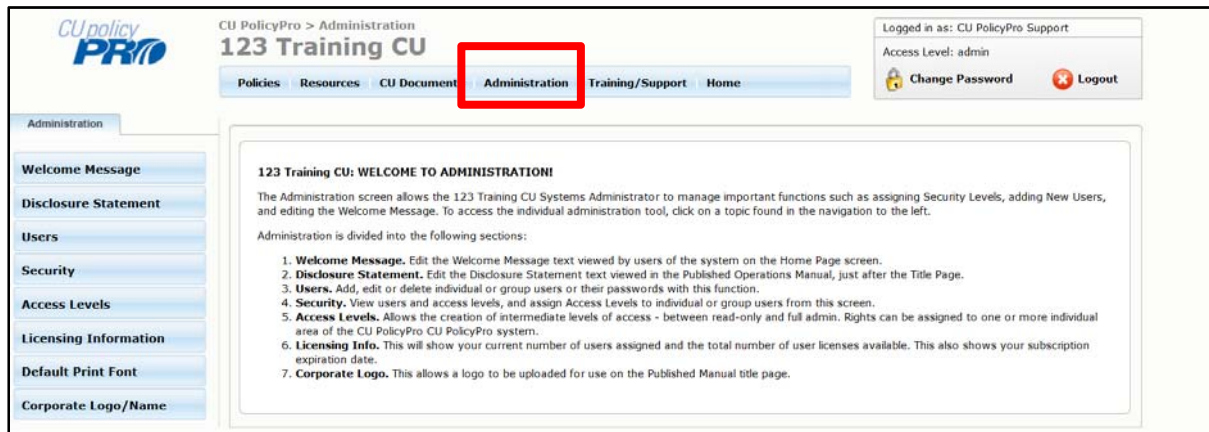 CU policy
PRO
CU PolicyPro > Administration
123 Training CU
Policies Resources CU Document Administration Training/Support Home
Logged in as: CU PolicyPro Support
Access Level: admin
Change Password Logout
Administration
Welcome Message
Disclosure Statement
Users
Security
Access Levels
Licensing Information
Default Print Font
Corporate Logo/Name
123 Training CU: WELCOME TO ADMINISTRATION!
The Administration screen allows the 123 Training CU Systems Administrator to manage important functions such as assigning Security Levels, adding New Users,
and editing the Welcome Message. To access the individual administration tool, click on a topic found in the navigation to the left.
Administration is divided into the following sections:
1. Welcome Message. Edit the Welcome Message text viewed by users of the system on the Home Page screen.
2. Disclosure Statement. Edit the Disclosure Statement text viewed in the Published Operations Manual, just after the Title Page.
3. Users. Add, edit or delete individual or group users or their passwords with this function.
4. Security. View users and access levels, and assign Access Levels to individual or group users from this screen.
5. Access Levels. Allows the creation of intermediate levels of access - between read-only and full admin. Rights can be assigned to one or more individual
area of the CU PolicyPro CU PolicyPro system.
6. Licensing Info. This will show your current number of users assigned and the total number of user licenses available. This also shows your subscription
expiration date.
7. Corporate Logo. This allows a logo to be uploaded for use on the Published Manual title page.